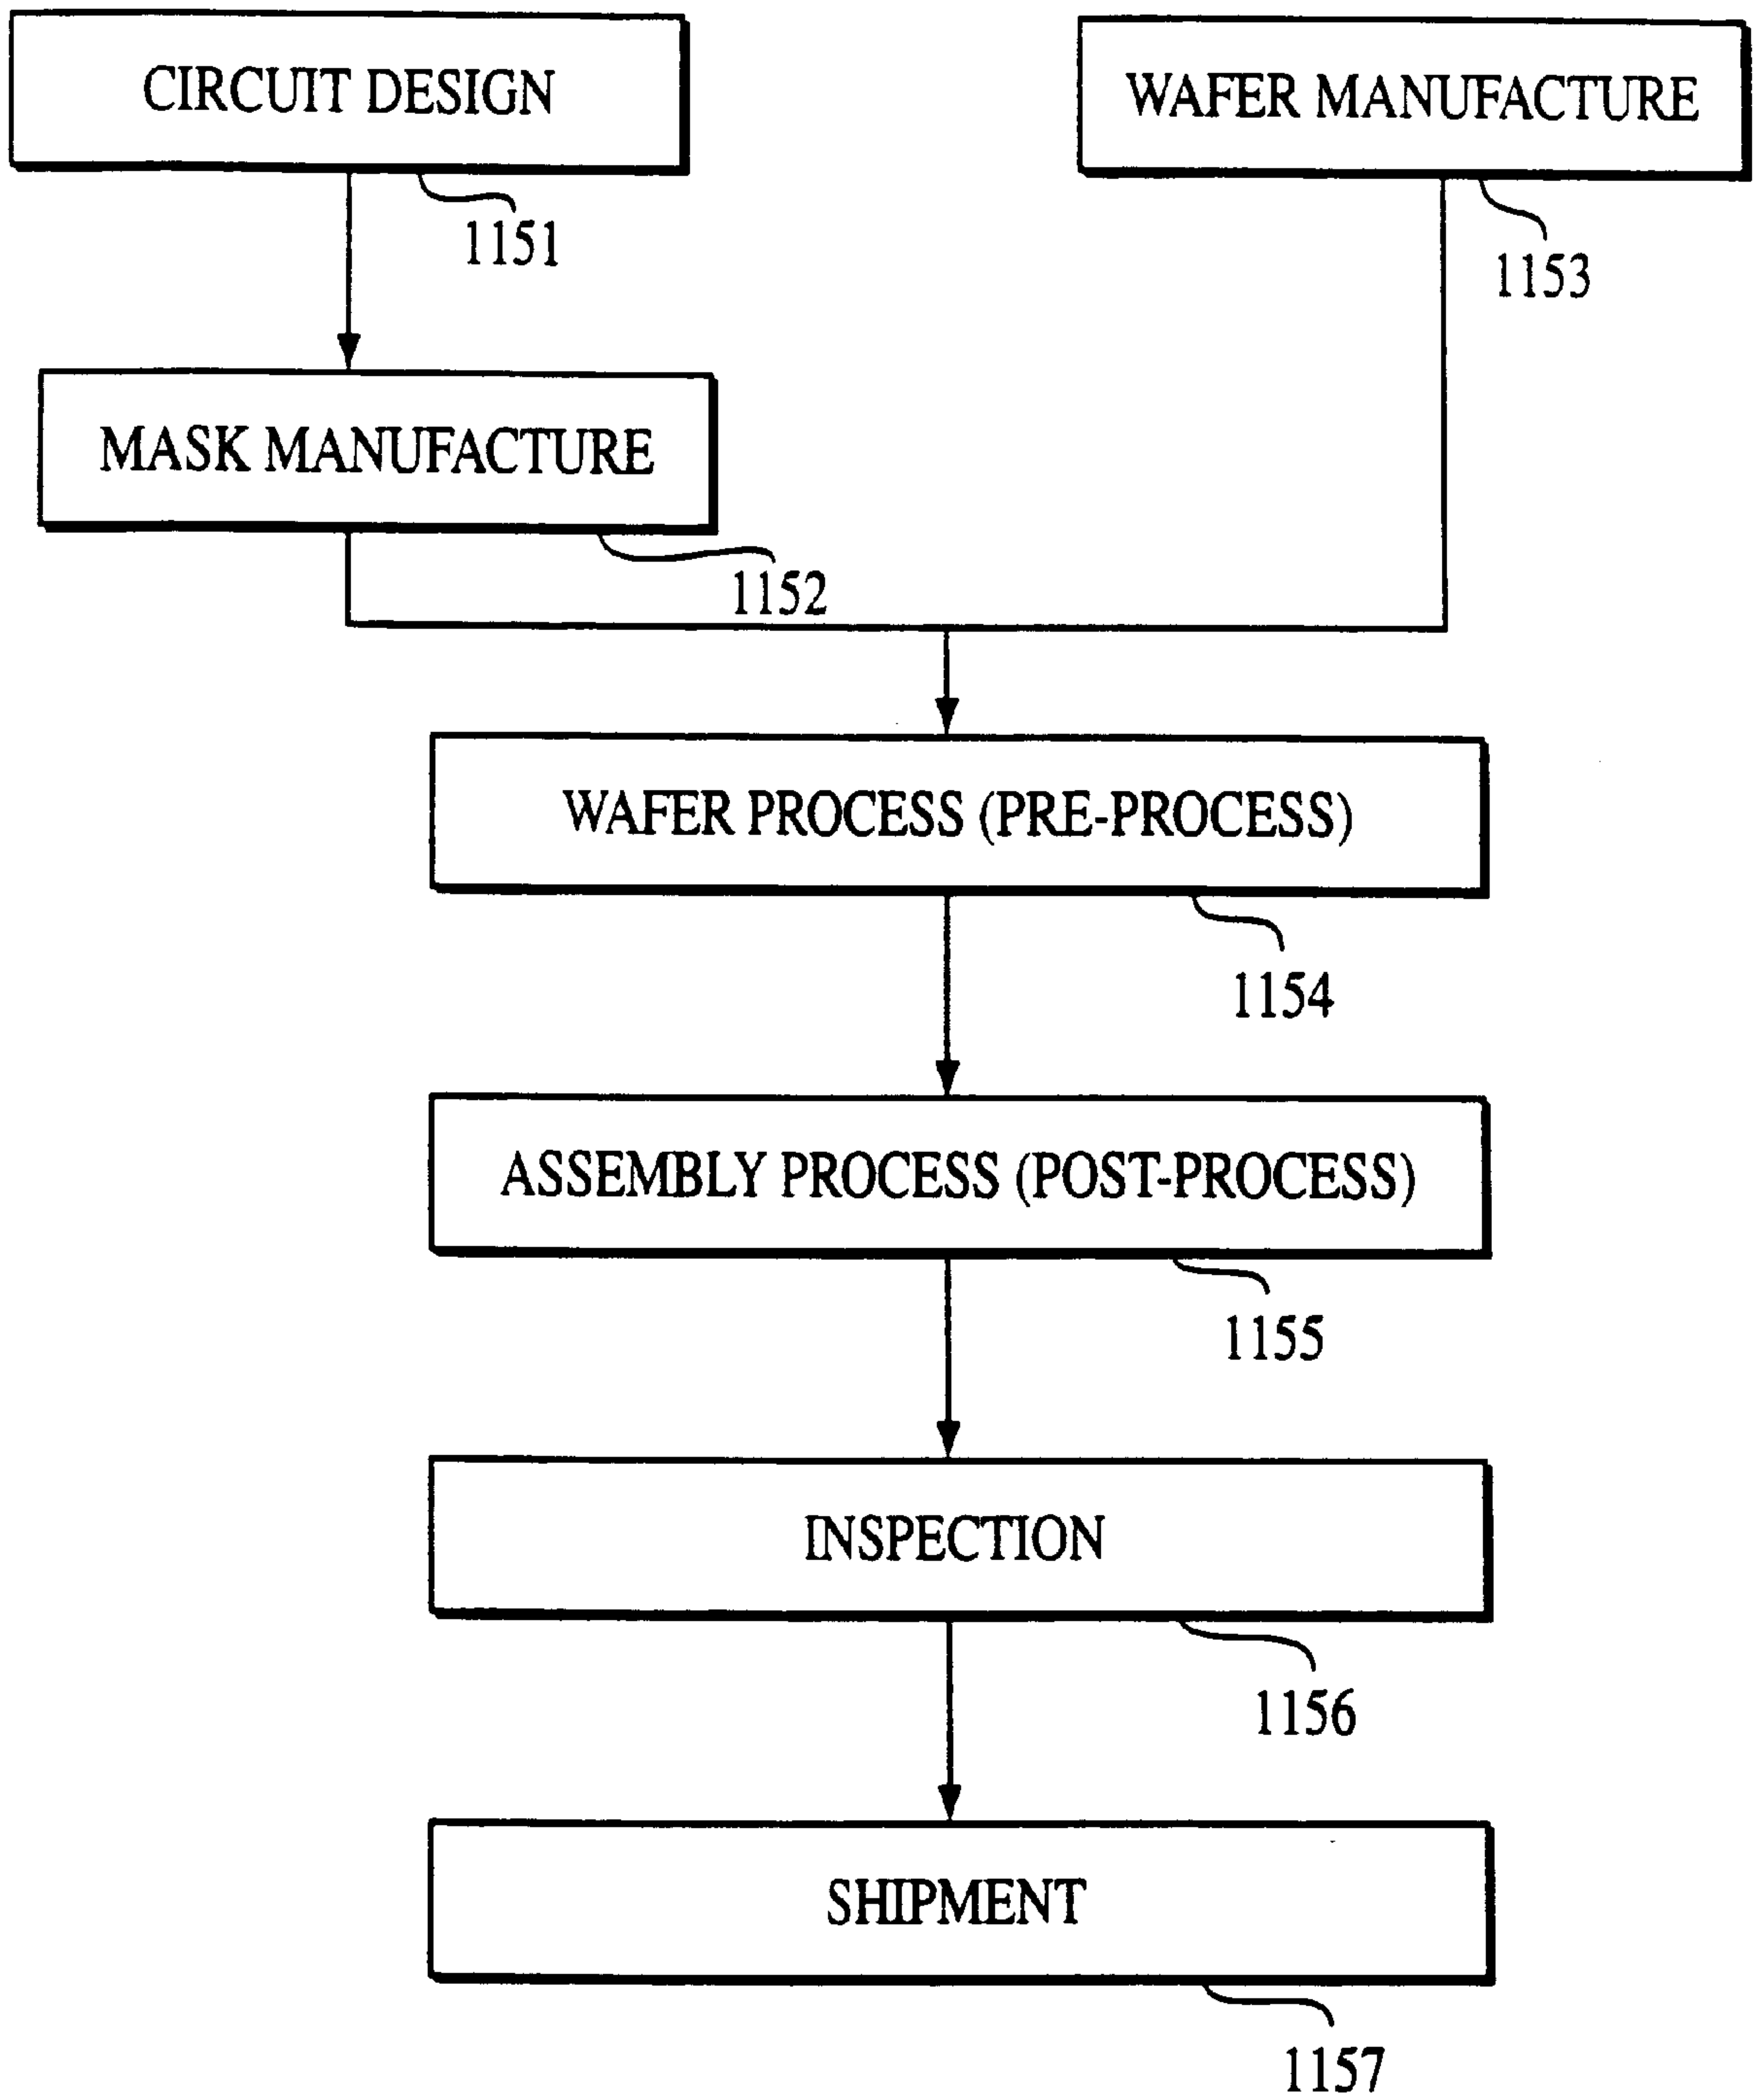 CIRCUIT DESIGN
1151
WAFER MANUFACTURE
1153
MASK MANUFACTURE
1152
WAFER PROCESS (PRE-PROCESS)
1154
ASSEMBLY PROCESS (POST-PROCESS)
1155
INSPECTION
1156
SHIPMENT
1157